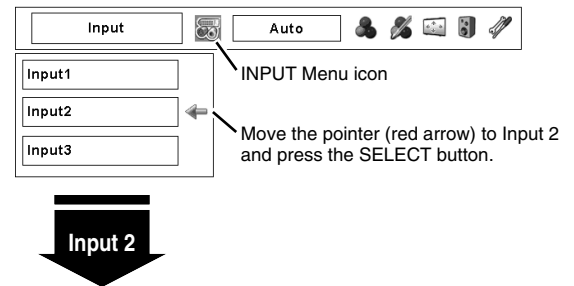 Input
Auto
INPUT Menu icon
Input1
Input2
Input3
Move the pointer (red arrow) to Input 2
and press the SELECT button.
Input 2